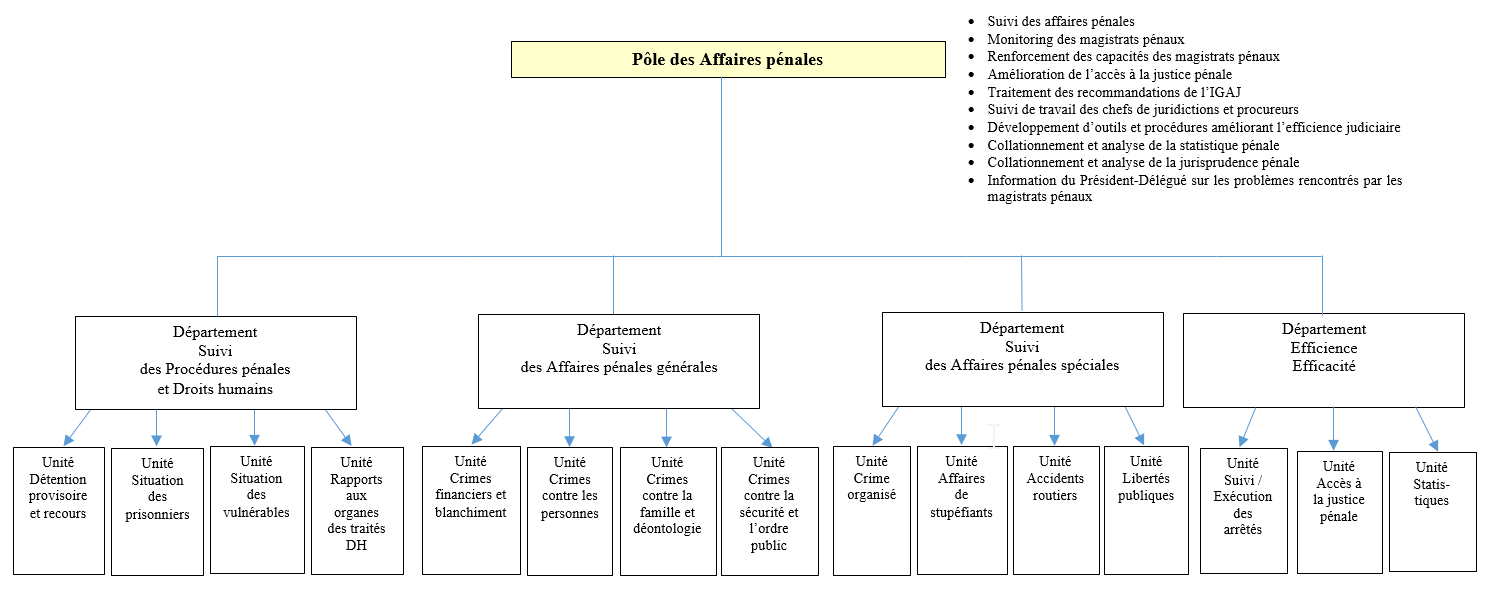 Pôle des Affaires pénales
• Suivi des affaires pénales
• Monitoring des magistrats pénaux
• Renforcement des capacités des magistrats pénaux
• Amélioration de l’accès à la justice pénale
• Traitement des recommandations de l’IGAJ
• Suivi de travail des chefs de juridictions et procureurs
• Développement d’outils et procédures améliorant l’efficience judiciaire
• Collationnement et analyse de la statistique pénale
• Collationnement et analyse de la jurisprudence pénale
• Information du Président-Délégué sur les problèmes rencontrés par les
magistrats pénaux
Département
Suivi
des Procédures pénales
et Droits humains
Département
Suivi
des Affaires pénales générales
Département
Suivi
des Affaires pénales spéciales
Département
Efficience
Efficacité
Unité
Détention
provisoire
et recours
Unité
Situation
des
prisonniers
Unité
Situation
des
vulnérables
Unité
Rapports
aux
organes
des traités
DH
Unité
Crimes
financiers et
blanchiment
Unité
Crimes
contre les
personnes
Unité
Crimes
contre la
famille et
déontologie
Unité
Crimes
contre la
sécurité et
l’ordre
public
Unité
Crime
organisé
Unité
Affaires
de
stupéfiants
Unité
Accidents
routiers
Unité
Libertés
publiques
Unité
Suivi /
Exécution
des
arrêtés
Unité
Accès à
la justice
pénale
Unité
Statis-
tiques